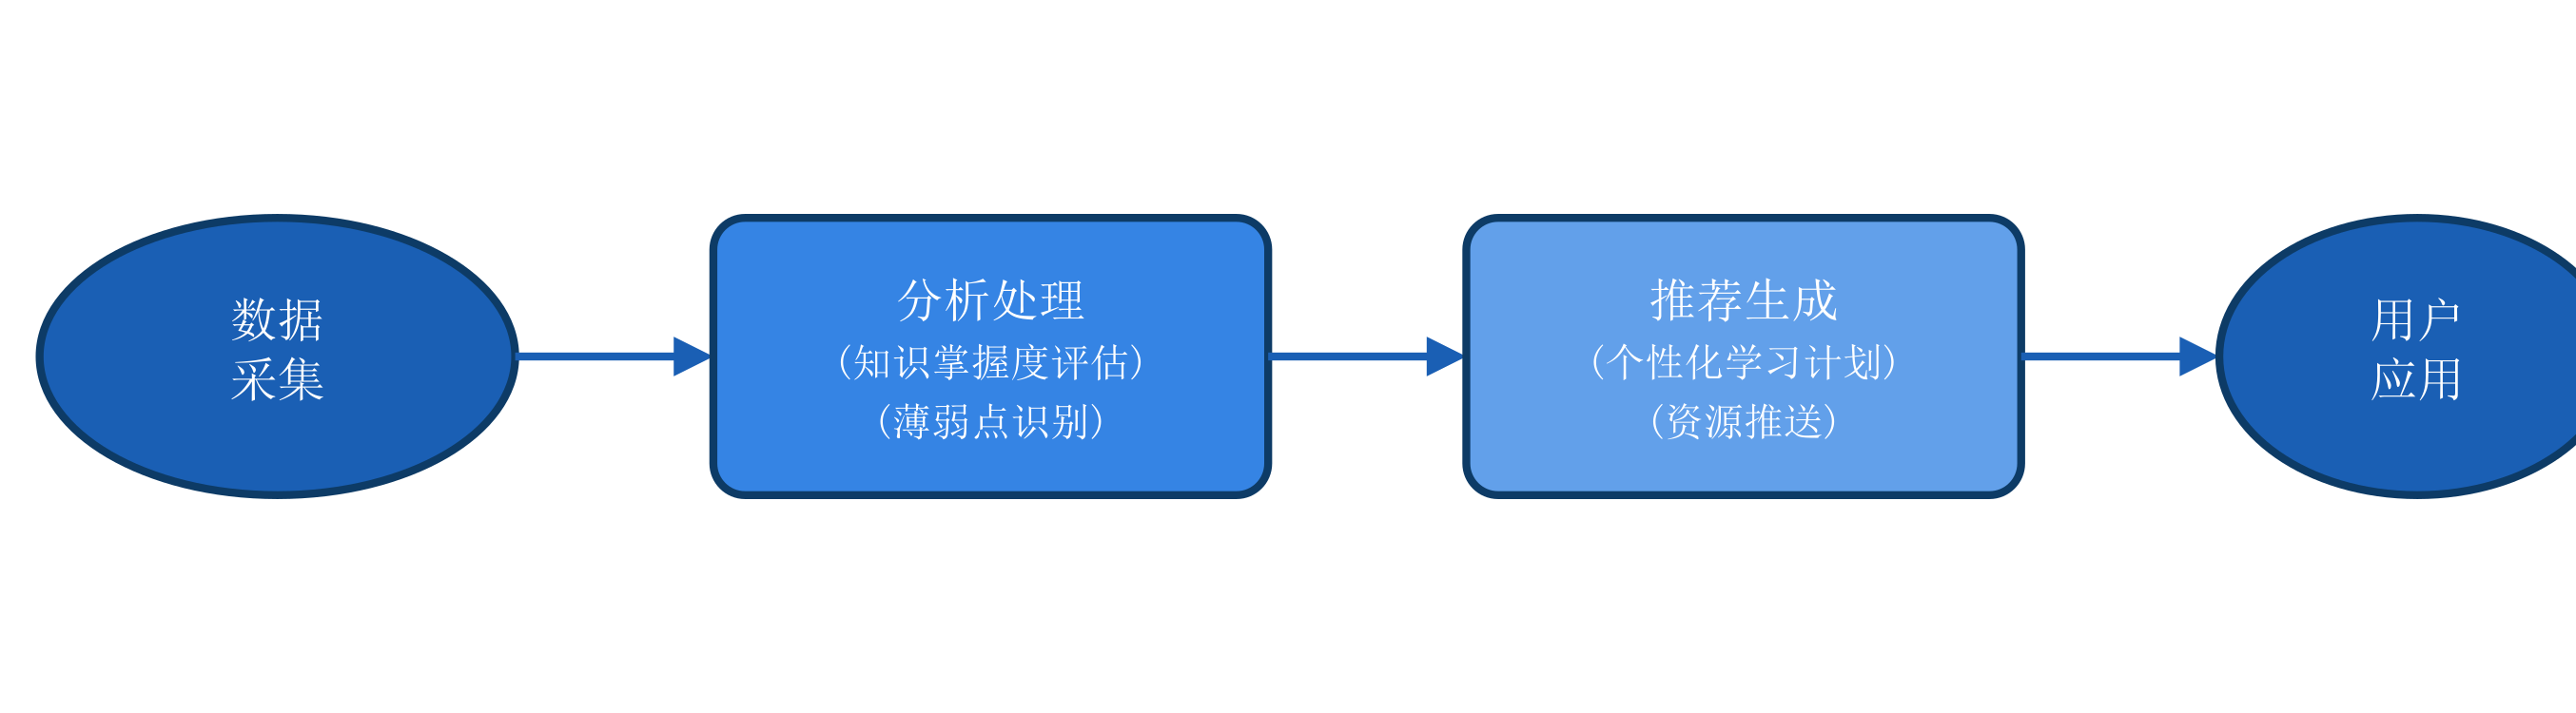 数据
采集
分析处理
（知识掌握度评估）
（薄弱点识别）
推荐生成
（个性化学习计划）
（资源推送）
用户
应用